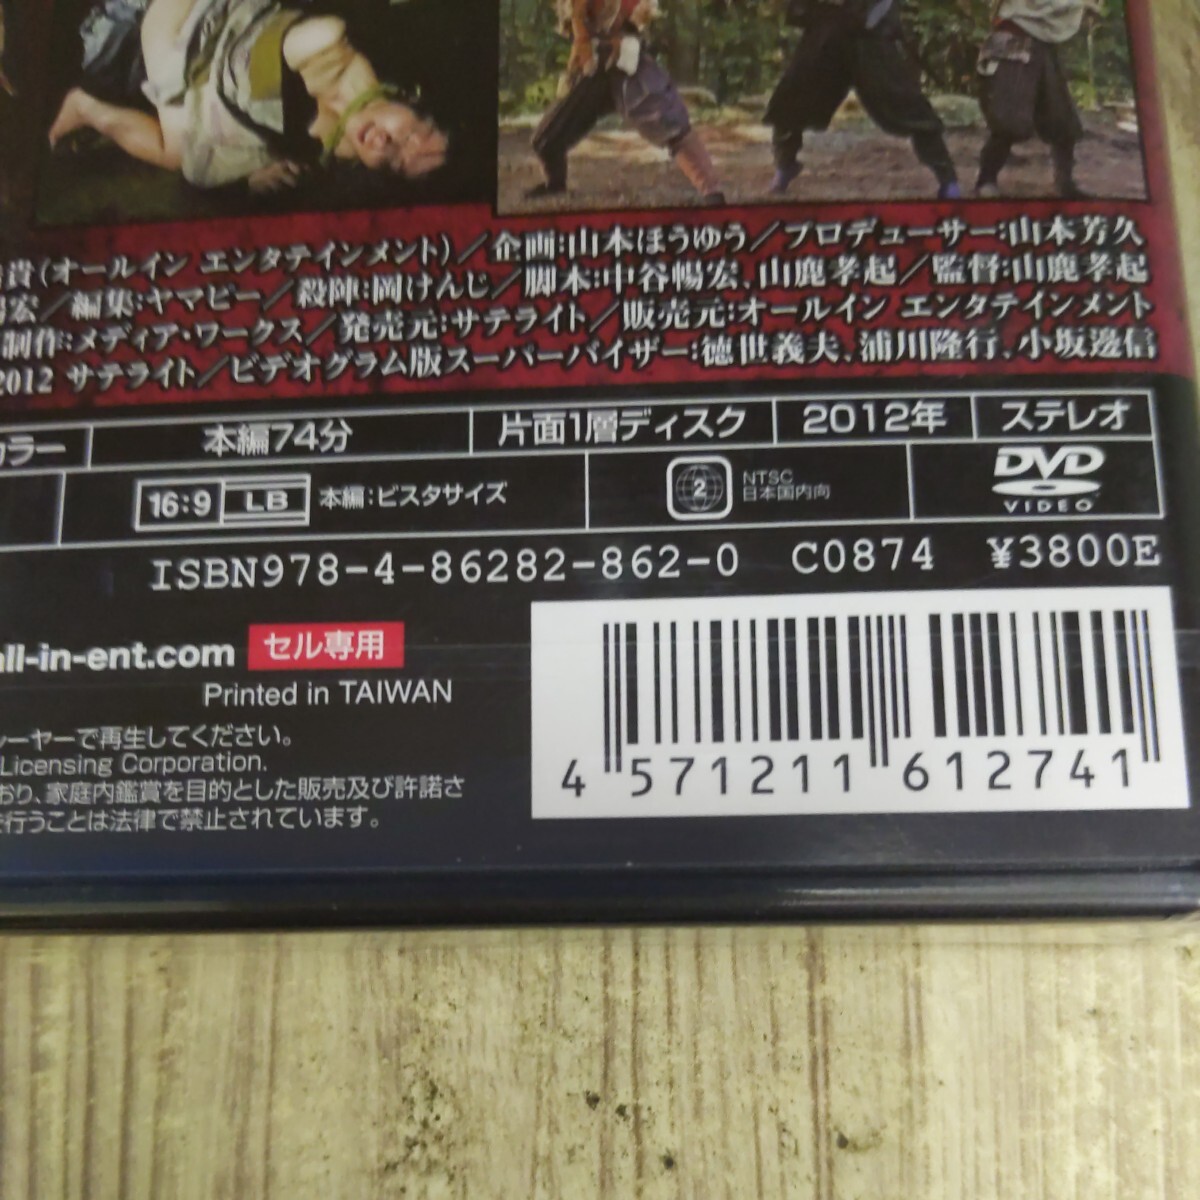 貴(オールイン エンタテインメント)／企画:山本ほうゆう／プロデューサー:山本芳久
宏／編集:ヤマピー／殺陣:岡けんじ／脚本:中谷暢宏、山鹿孝起／監督:山鹿孝起
制作:メディア・ワークス／発売元:サテライト／販売元:オールイン エンタテインメント
2012 サテライト／ビデオグラム版スーパーバイザー:徳世義夫、浦川隆行、小坂邊信
カラー 本編74分 片面1層ディスク 2012年 ステレオ
16:9 LB 本編:ビスタサイズ 2 NTSC 日本国内向 DVD VIDEO
ISBN978-4-86282-862-0 C0874 ¥3800E
all-in-ent.com セル専用
Printed in TAIWAN
レーヤーで再生してください。
Licensing Corporation.
おり、家庭内鑑賞を目的とした販売及び許諾さ
を行うことは法律で禁止されています。
4 571211 612741